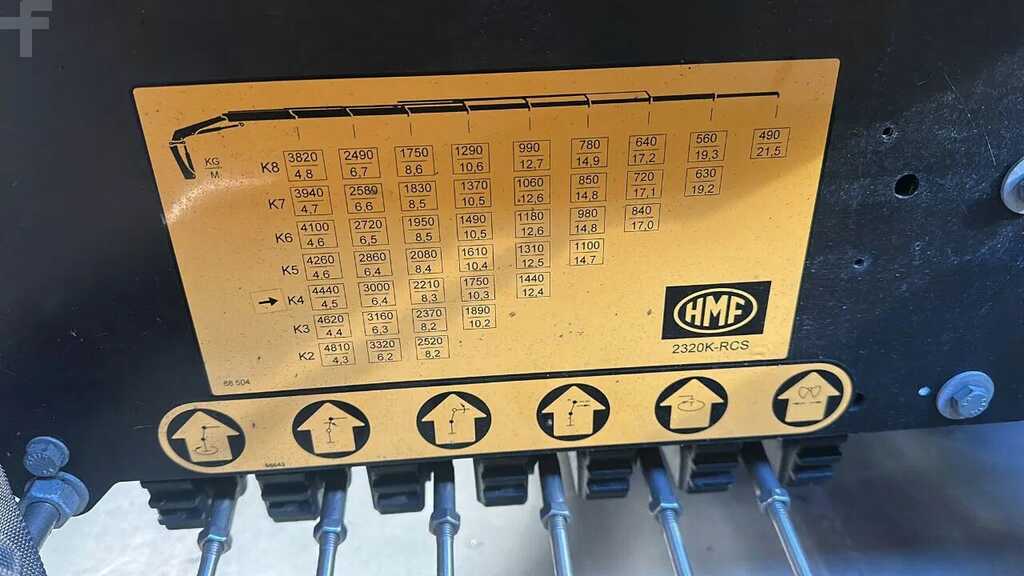 KG
M
K8 3820 2490 1750 1290 990 780 640 560 490
4,8 6,7 8,6 10,6 12,7 14,9 17,2 19,3 21,5
K7 3940 2580 1830 1370 1060 850 720 630
4,7 6,6 8,5 10,5 12,6 14,8 17,1 19,2
K6 4100 2720 1950 1490 1180 980 840
4,6 6,5 8,5 10,5 12,6 14,8 17,0
K5 4260 2860 2080 1610 1310 1100
4,6 6,4 8,4 10,4 12,5 14,7
K4 4440 3000 2210 1750 1440
4,5 6,4 8,3 10,3 12,4
K3 4620 3160 2370 1890
4,4 6,3 8,2 10,2
K2 4810 3320 2520
4,3 6,2 8,2
HMF
2320K-RCS